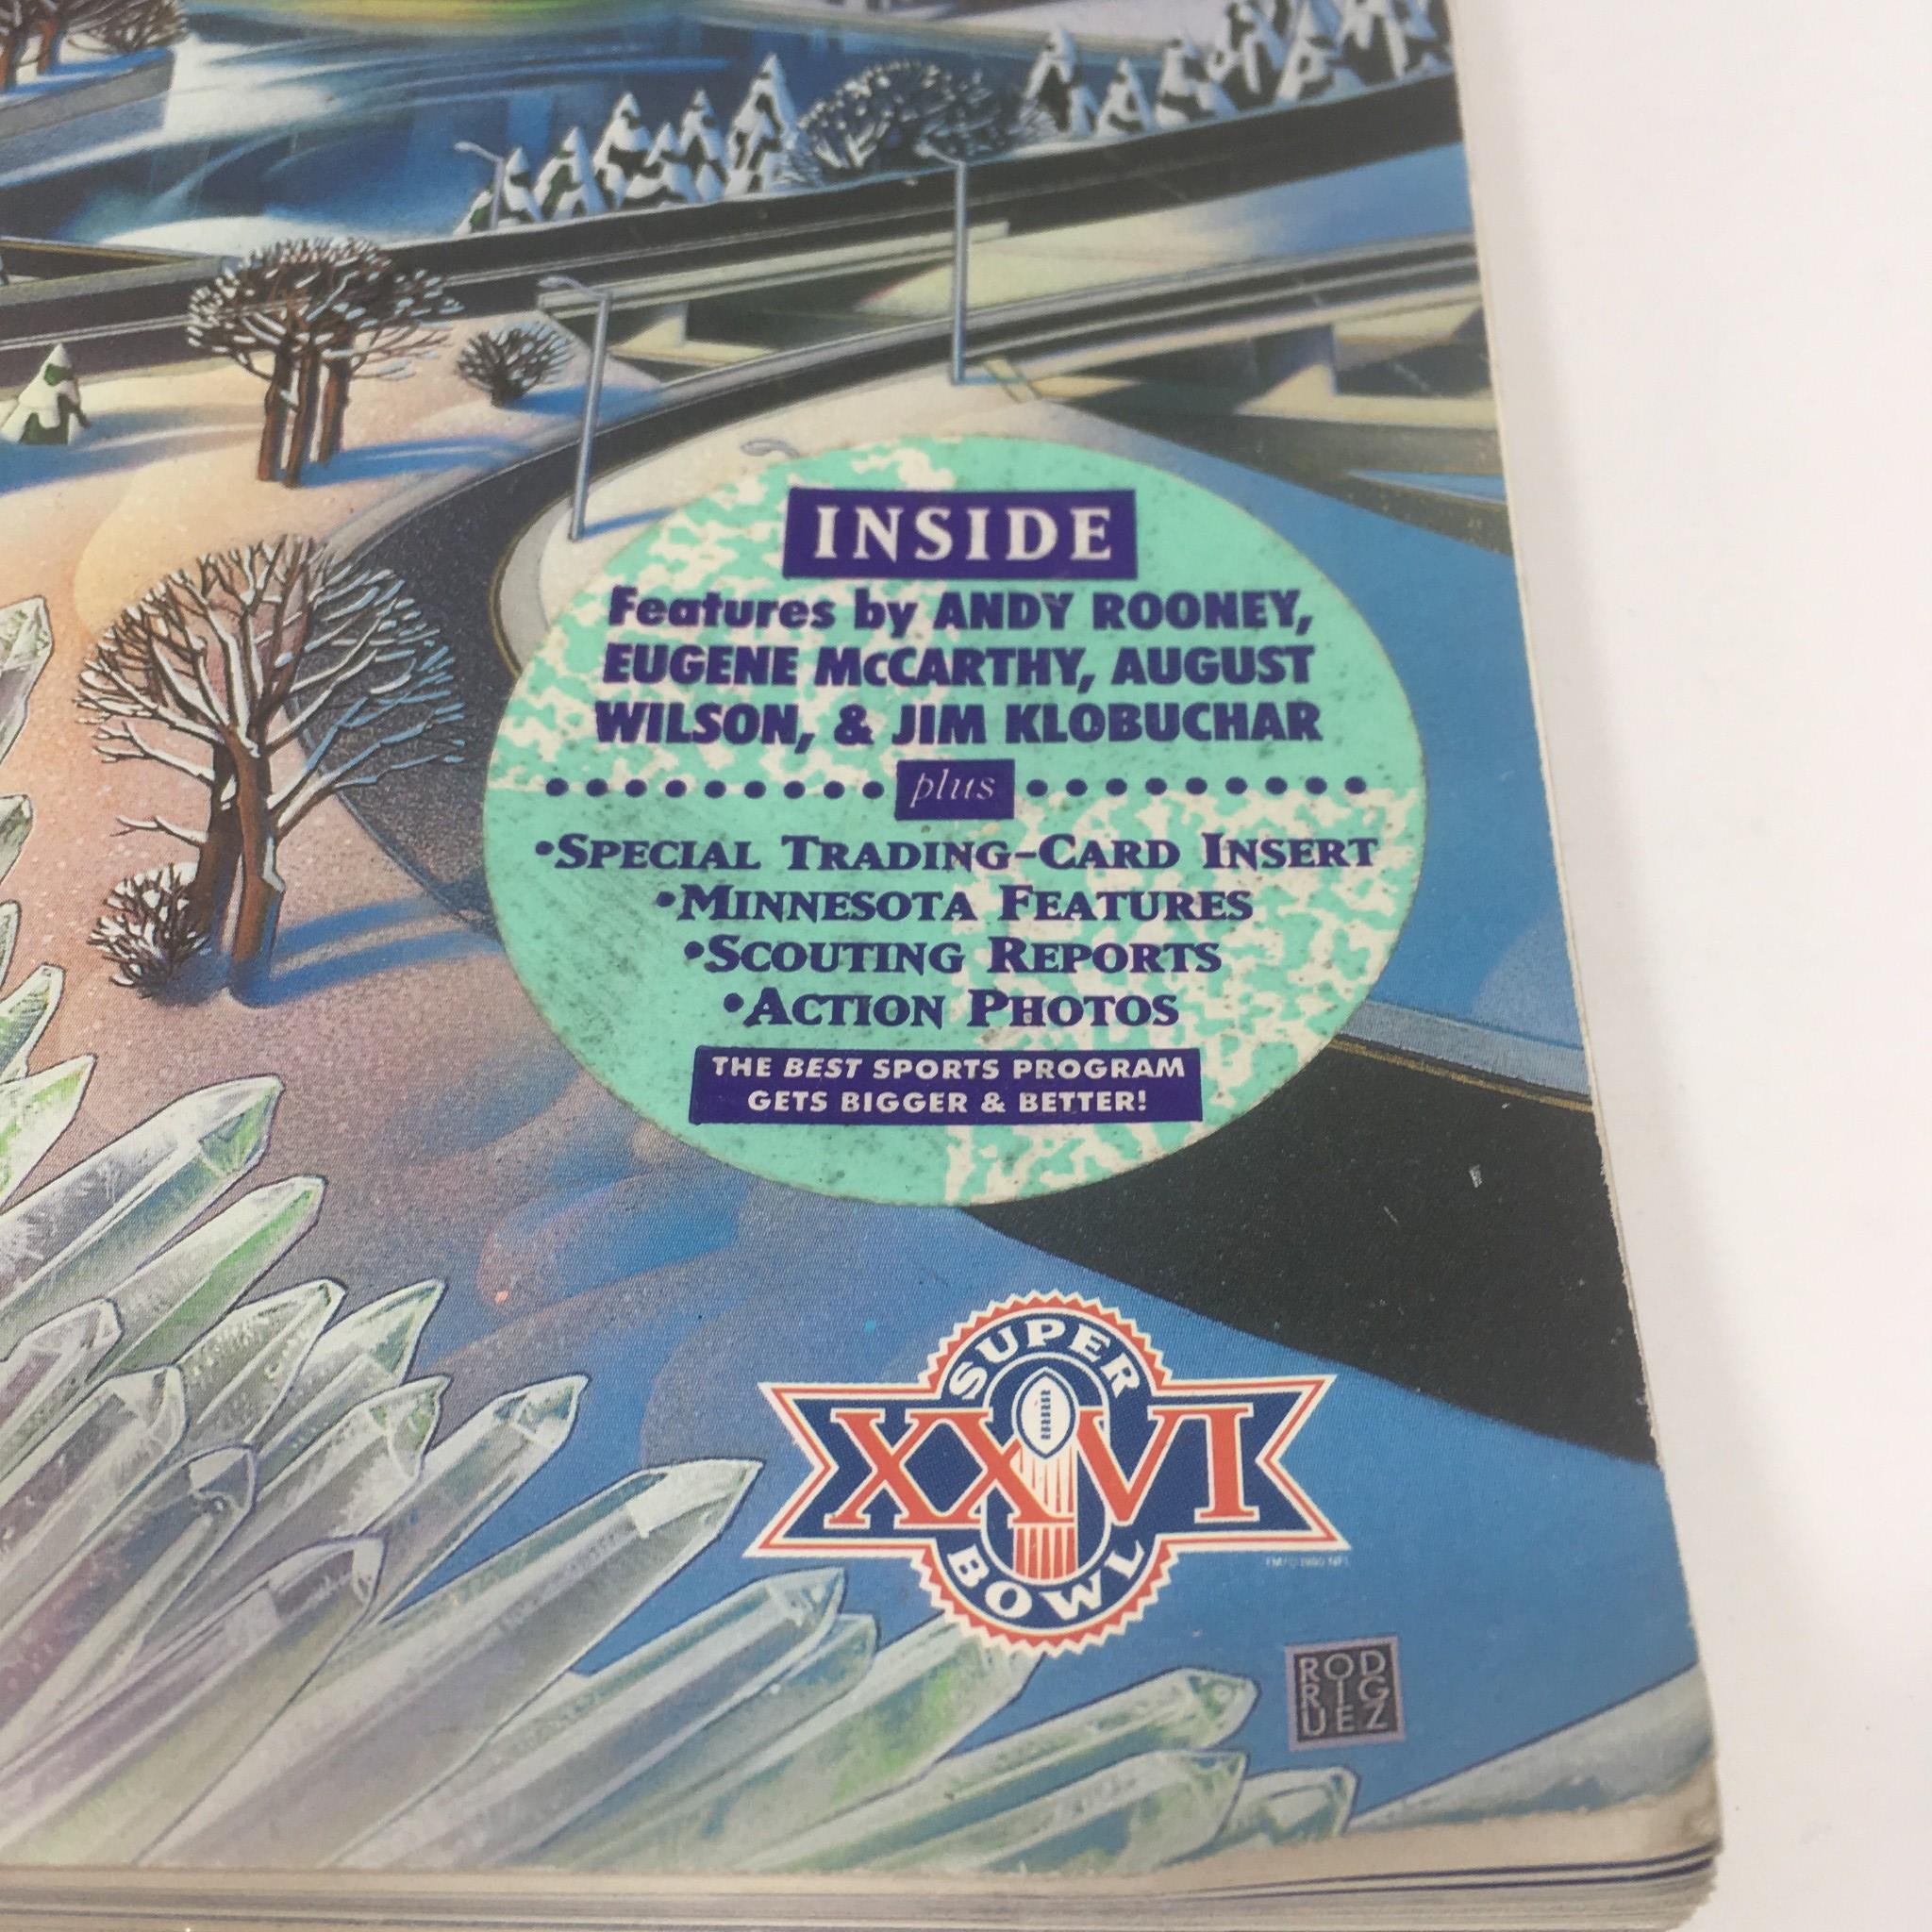 INSIDE
Features by ANDY ROONEY,
EUGENE McCARTHY, AUGUST
WILSON, & JIM KLOBUCHAR
plus
•SPECIAL TRADING-CARD INSERT
•MINNESOTA FEATURES
•SCOUTING REPORTS
•ACTION PHOTOS
THE BEST SPORTS PROGRAM
GETS BIGGER & BETTER!
SUPER
XXVI
BOWL
ROD
RIG
UEZ